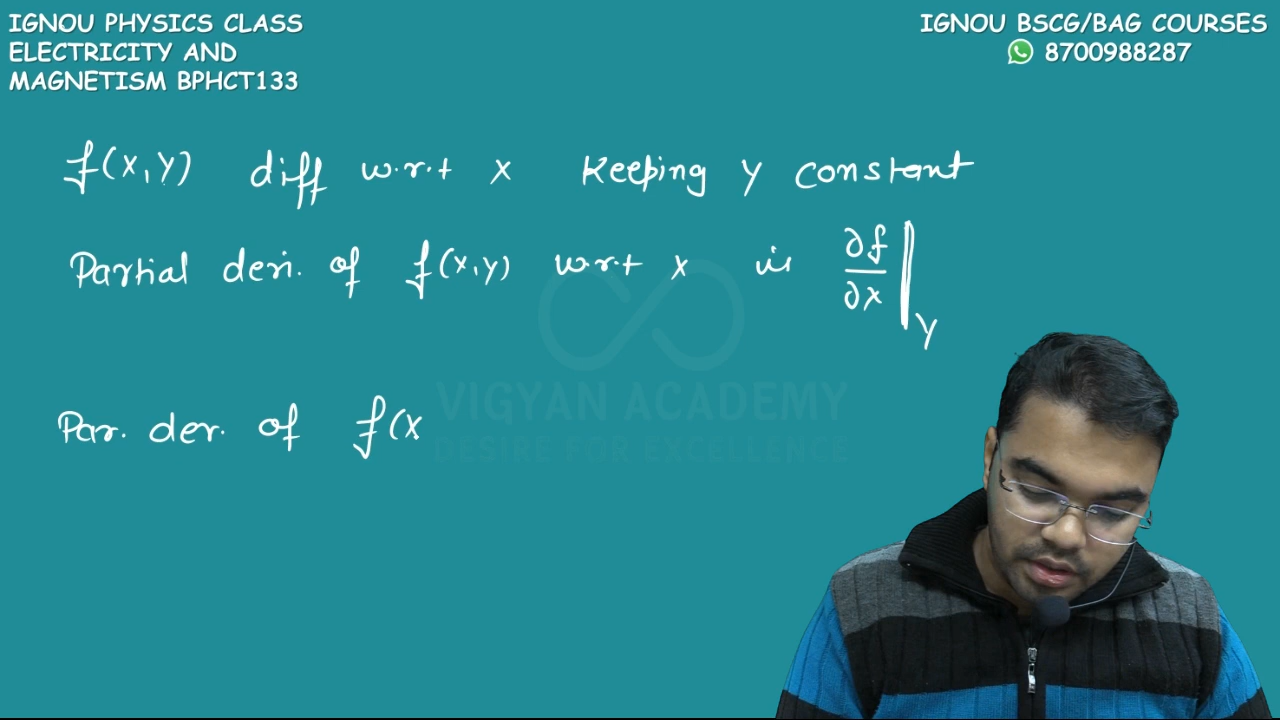 IGNOU PHYSICS CLASS
ELECTRICITY AND
MAGNETISM BPHCT133
IGNOU BSCG/BAG COURSES
8700988287
f(x,y) diff w.r.t x keeping y constant
Partial deri. of f(x,y) w.r.t x is ∂f/∂x|y
Par. der. of f(x
VIGYAN ACADEMY
DESIRE FOR EXCELLENCE